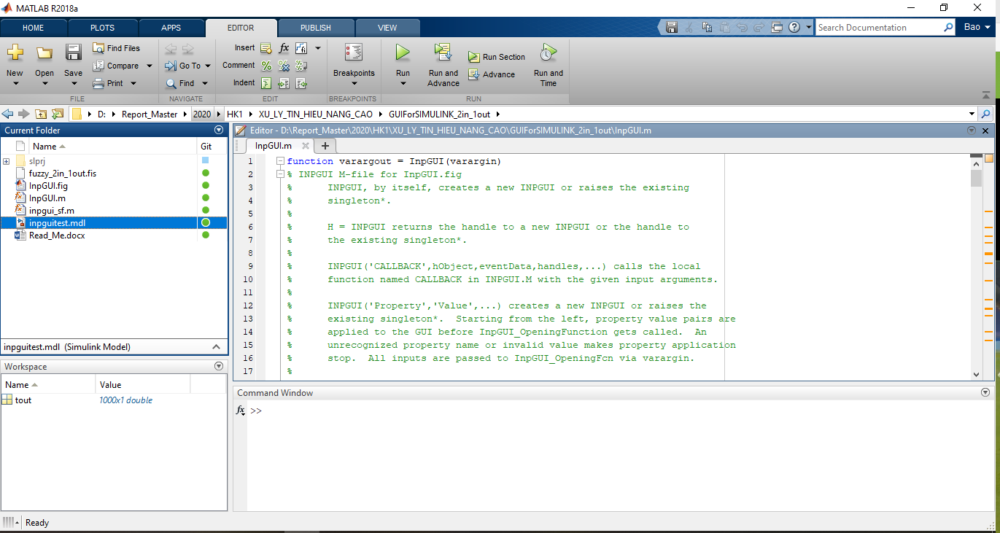 MATLAB R2018a
HOME PLOTS APPS EDITOR PUBLISH VIEW
Search Documentation Bao
New Open Save
Find Files
Compare
Print
FILE
Go To
Find
NAVIGATE
Insert fx
Comment
Indent
EDIT
Breakpoints
BREAKPOINTS
Run
Run and Advance
Run Section
Advance
Run and Time
RUN
D: Report_Master 2020 HK1 XU_LY_TIN_HIEU_NANG_CAO GUIForSIMULINK_2in_1out
Current Folder
Name Git
slprj
fuzzy_2in_1out.fis
InpGUI.fig
InpGUI.m
inpgui_sf.m
inpguitest.mdl
Read_Me.docx
inpguitest.mdl (Simulink Model)
Workspace
Name Value
tout 1000x1 double
Editor - D:\Report_Master\2020\HK1\XU_LY_TIN_HIEU_NANG_CAO\GUIForSIMULINK_2in_1out\InpGUI.m
InpGUI.m
1 function varargout = InpGUI(varargin)
2 % INPGUI M-file for InpGUI.fig
3 % INPGUI, by itself, creates a new INPGUI or raises the existing
4 % singleton*.
5 %
6 % H = INPGUI returns the handle to a new INPGUI or the handle to
7 % the existing singleton*.
8 %
9 % INPGUI('CALLBACK',hObject,eventData,handles,...) calls the local
10 % function named CALLBACK in INPGUI.M with the given input arguments.
11 %
12 % INPGUI('Property','Value',...) creates a new INPGUI or raises the
13 % existing singleton*. Starting from the left, property value pairs are
14 % applied to the GUI before InpGUI_OpeningFunction gets called. An
15 % unrecognized property name or invalid value makes property application
16 % stop. All inputs are passed to InpGUI_OpeningFcn via varargin.
17 %
Command Window
fx >>
Ready